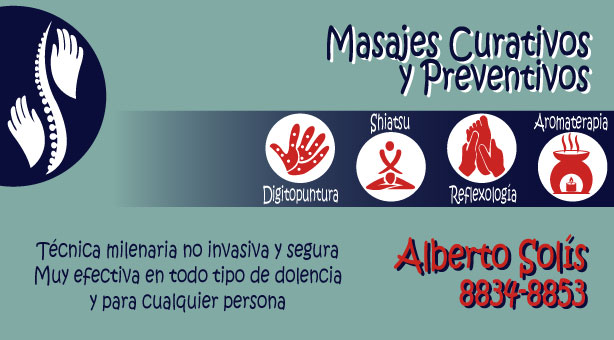 Masajes Curativos
y Preventivos
Digitopuntura
Shiatsu
Reflexología
Aromaterapia
Técnica milenaria no invasiva y segura
Muy efectiva en todo tipo de dolencia
y para cualquier persona
Alberto Solís
8834-8853